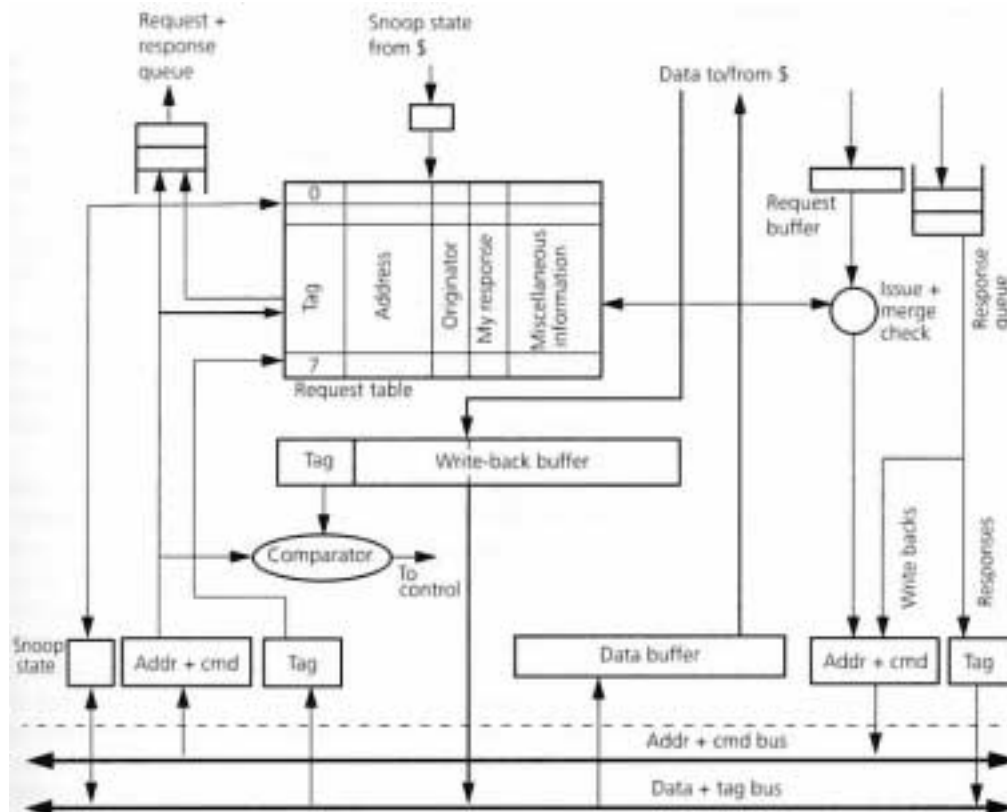 Request +
response
queue
Snoop state
from $
Data to/from $
Request
buffer
Response
queue
Issue +
merge
check
0
Tag
Address
Originator
My response
Miscellaneous
information
7
Request table
Tag
Write-back buffer
Comparator
To
control
Write backs
Responses
Snoop
state
Addr + cmd
Tag
Data buffer
Addr + cmd
Tag
Addr + cmd bus
Data + tag bus